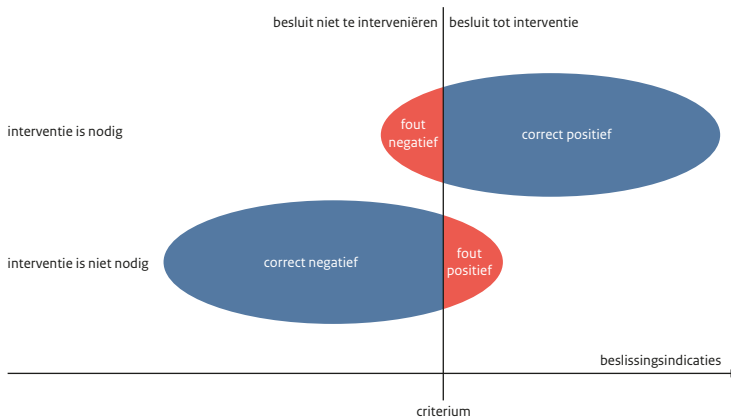 besluit niet te interveniëren
besluit tot interventie
interventie is nodig
fout
negatief
correct positief
interventie is niet nodig
correct negatief
fout
positief
beslissingsindicaties
criterium